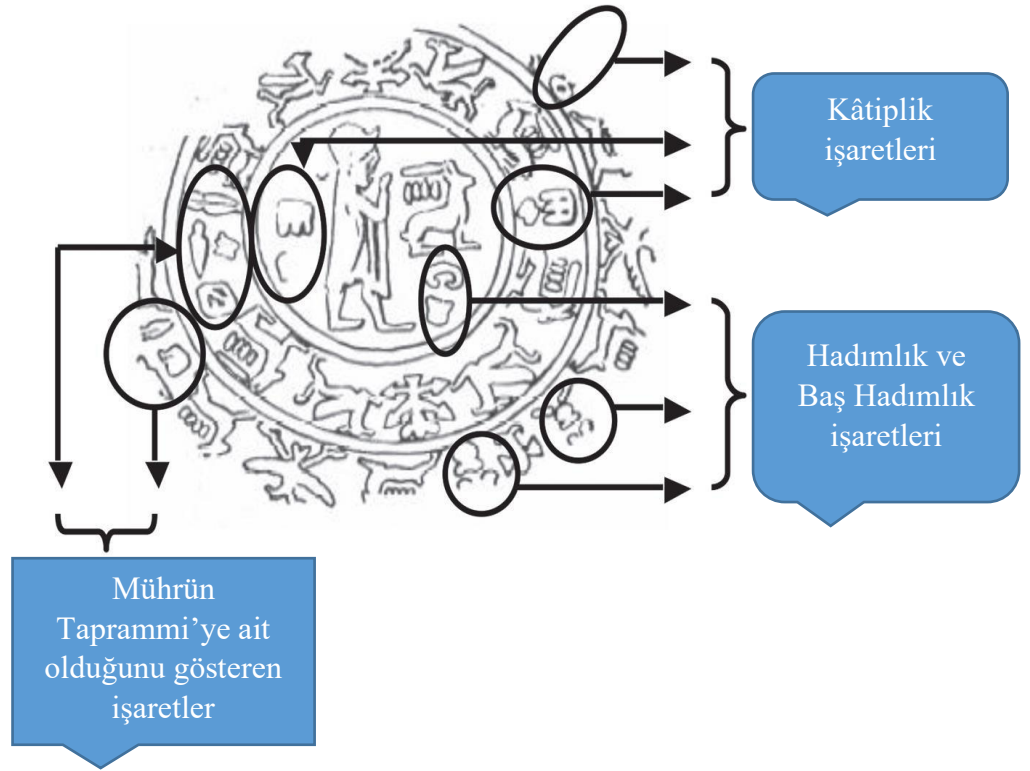 Kâtiplik
işaretleri
Hadımlık ve
Baş Hadımlık
işaretleri
Mührün
Taprammi’ye ait
olduğunu gösteren
işaretler